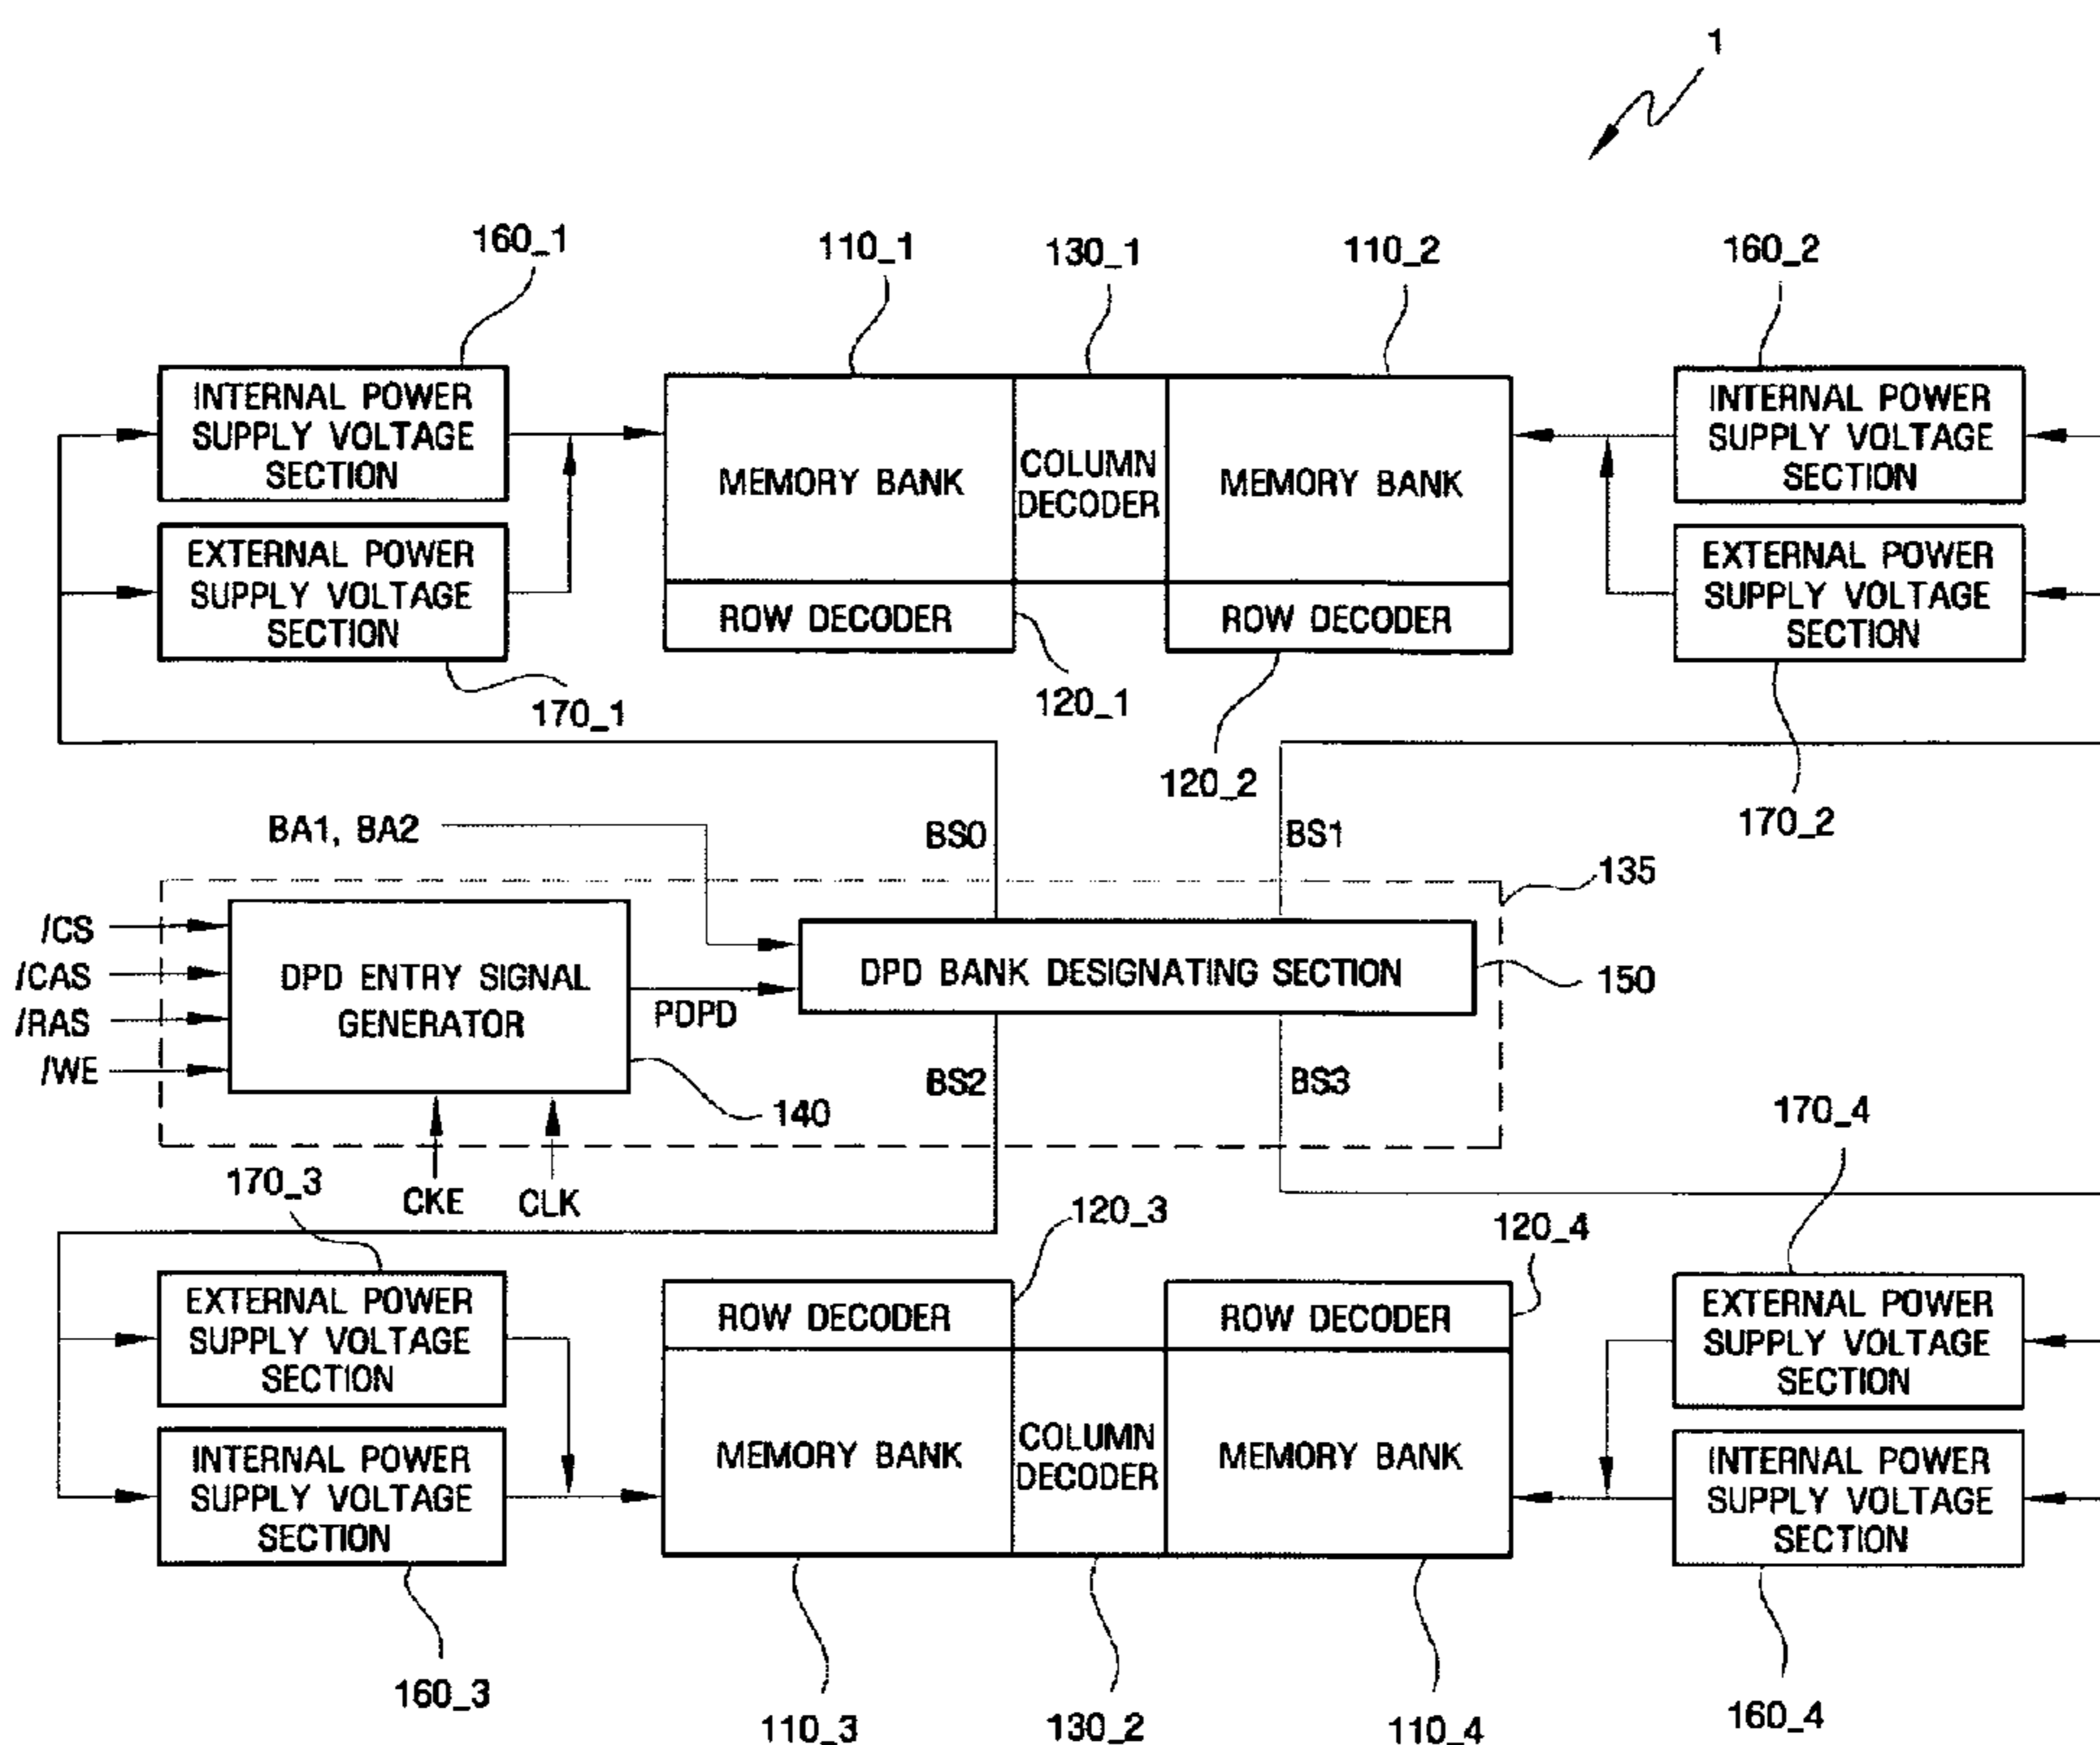 1
160_1
110_1
130_1
110_2
160_2
INTERNAL POWER
SUPPLY VOLTAGE
SECTION
MEMORY BANK
COLUMN
DECODER
MEMORY BANK
INTERNAL POWER
SUPPLY VOLTAGE
SECTION
EXTERNAL POWER
SUPPLY VOLTAGE
SECTION
ROW DECODER
ROW DECODER
EXTERNAL POWER
SUPPLY VOLTAGE
SECTION
170_1
120_1
120_2
170_2
BA1, BA2
BS0
BS1
135
/CS
/CAS
/RAS
/WE
DPD ENTRY SIGNAL
GENERATOR
PDPD
DPD BANK DESIGNATING SECTION
150
BS2
BS3
140
170_3
CKE
CLK
120_3
120_4
170_4
EXTERNAL POWER
SUPPLY VOLTAGE
SECTION
ROW DECODER
ROW DECODER
EXTERNAL POWER
SUPPLY VOLTAGE
SECTION
INTERNAL POWER
SUPPLY VOLTAGE
SECTION
MEMORY BANK
COLUMN
DECODER
MEMORY BANK
INTERNAL POWER
SUPPLY VOLTAGE
SECTION
160_3
110_3
130_2
110_4
160_4